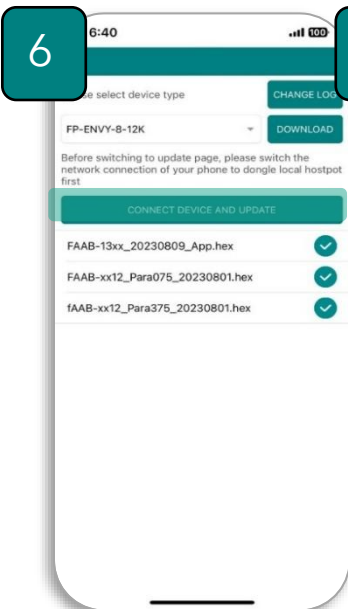 6
6:40
100
se select device type
CHANGE LOG
FP-ENVY-8-12K
DOWNLOAD
Before switching to update page, please switch the
network connection of your phone to dongle local hostpot
first
CONNECT DEVICE AND UPDATE
FAAB-13xx_20230809_App.hex
FAAB-xx12_Para075_20230801.hex
fAAB-xx12_Para375_20230801.hex